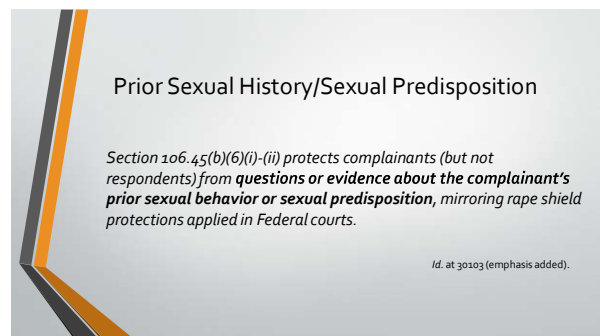 Prior Sexual History/Sexual Predisposition
Section 106.45(b)(6)(i)-(ii) protects complainants (but not
respondents) from questions or evidence about the complainant's
prior sexual behavior or sexual predisposition, mirroring rape shield
protections applied in Federal courts.
Id. at 30103 (emphasis added).